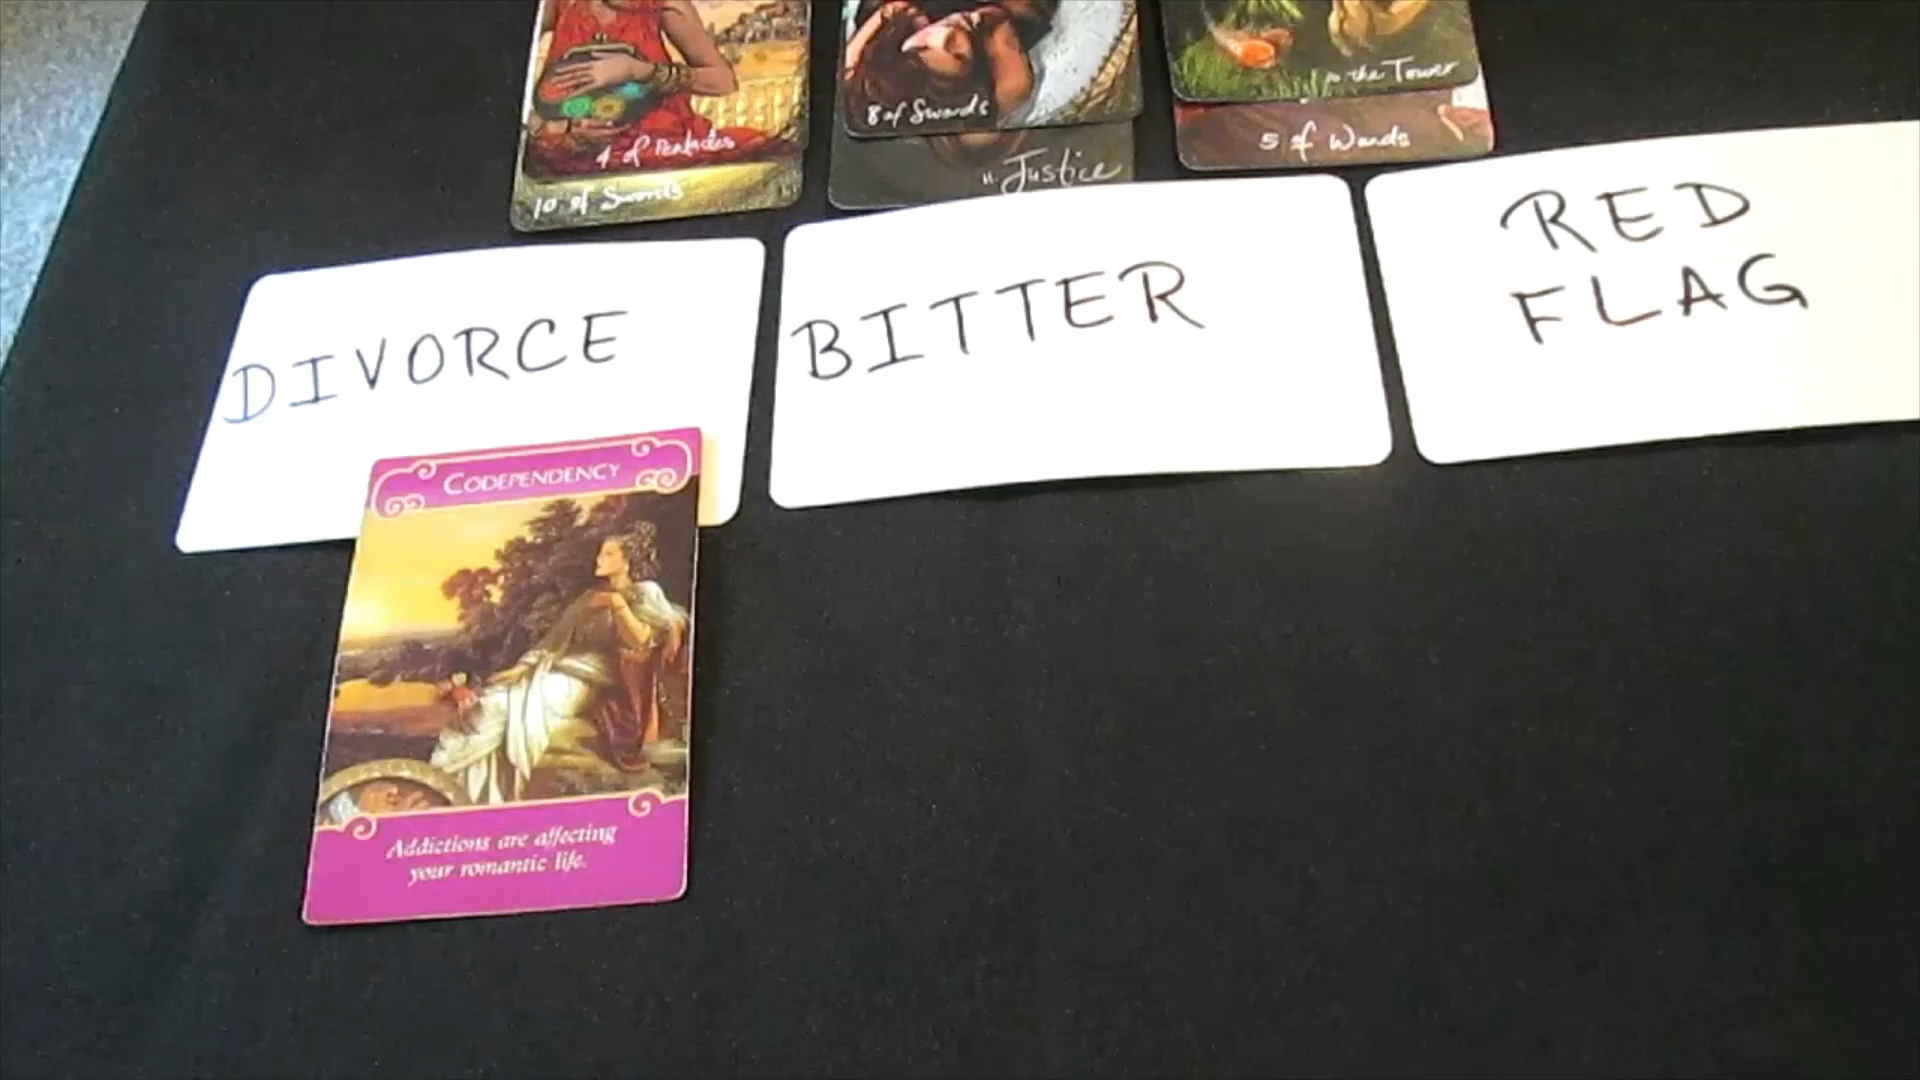 4 of Pentacles
10 of Swords
8 of Swords
11. Justice
the Tower
5 of Wands
DIVORCE
BITTER
RED
FLAG
CODEPENDENCY
Addictions are affecting
your romantic life.